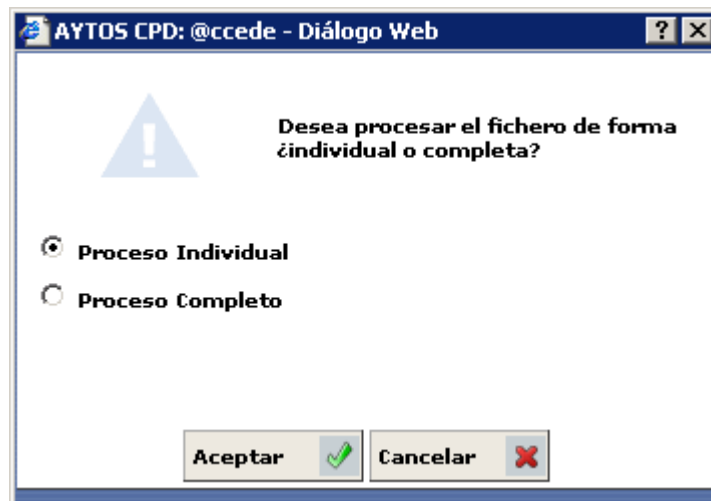 AYTOS CPD: @ccede - Diálogo Web
Desea procesar el fichero de forma
¿individual o completa?
Proceso Individual
Proceso Completo
Aceptar
Cancelar